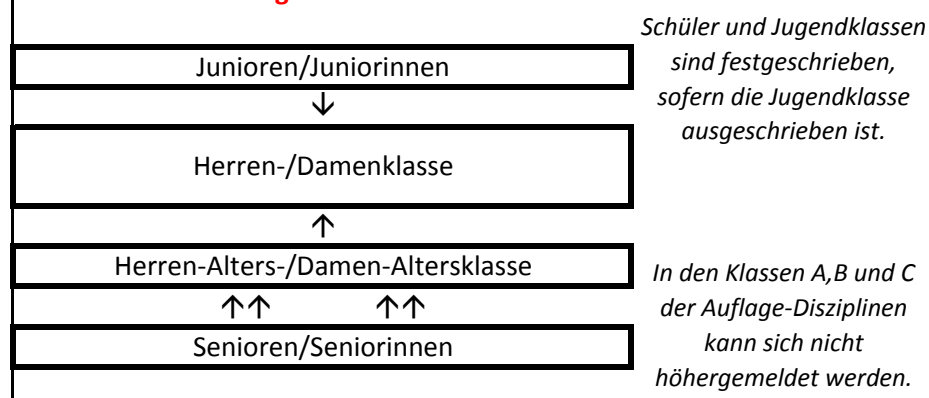 Schüler und Jugendklassen
sind festgeschrieben,
sofern die Jugendklasse
ausgeschrieben ist.
Junioren/Juniorinnen
↓
Herren-/Damenklasse
↑
Herren-Alters-/Damen-Altersklasse
↑↑ ↑↑
Senioren/Seniorinnen
In den Klassen A,B und C
der Auflage-Disziplinen
kann sich nicht
höhergemeldet werden.